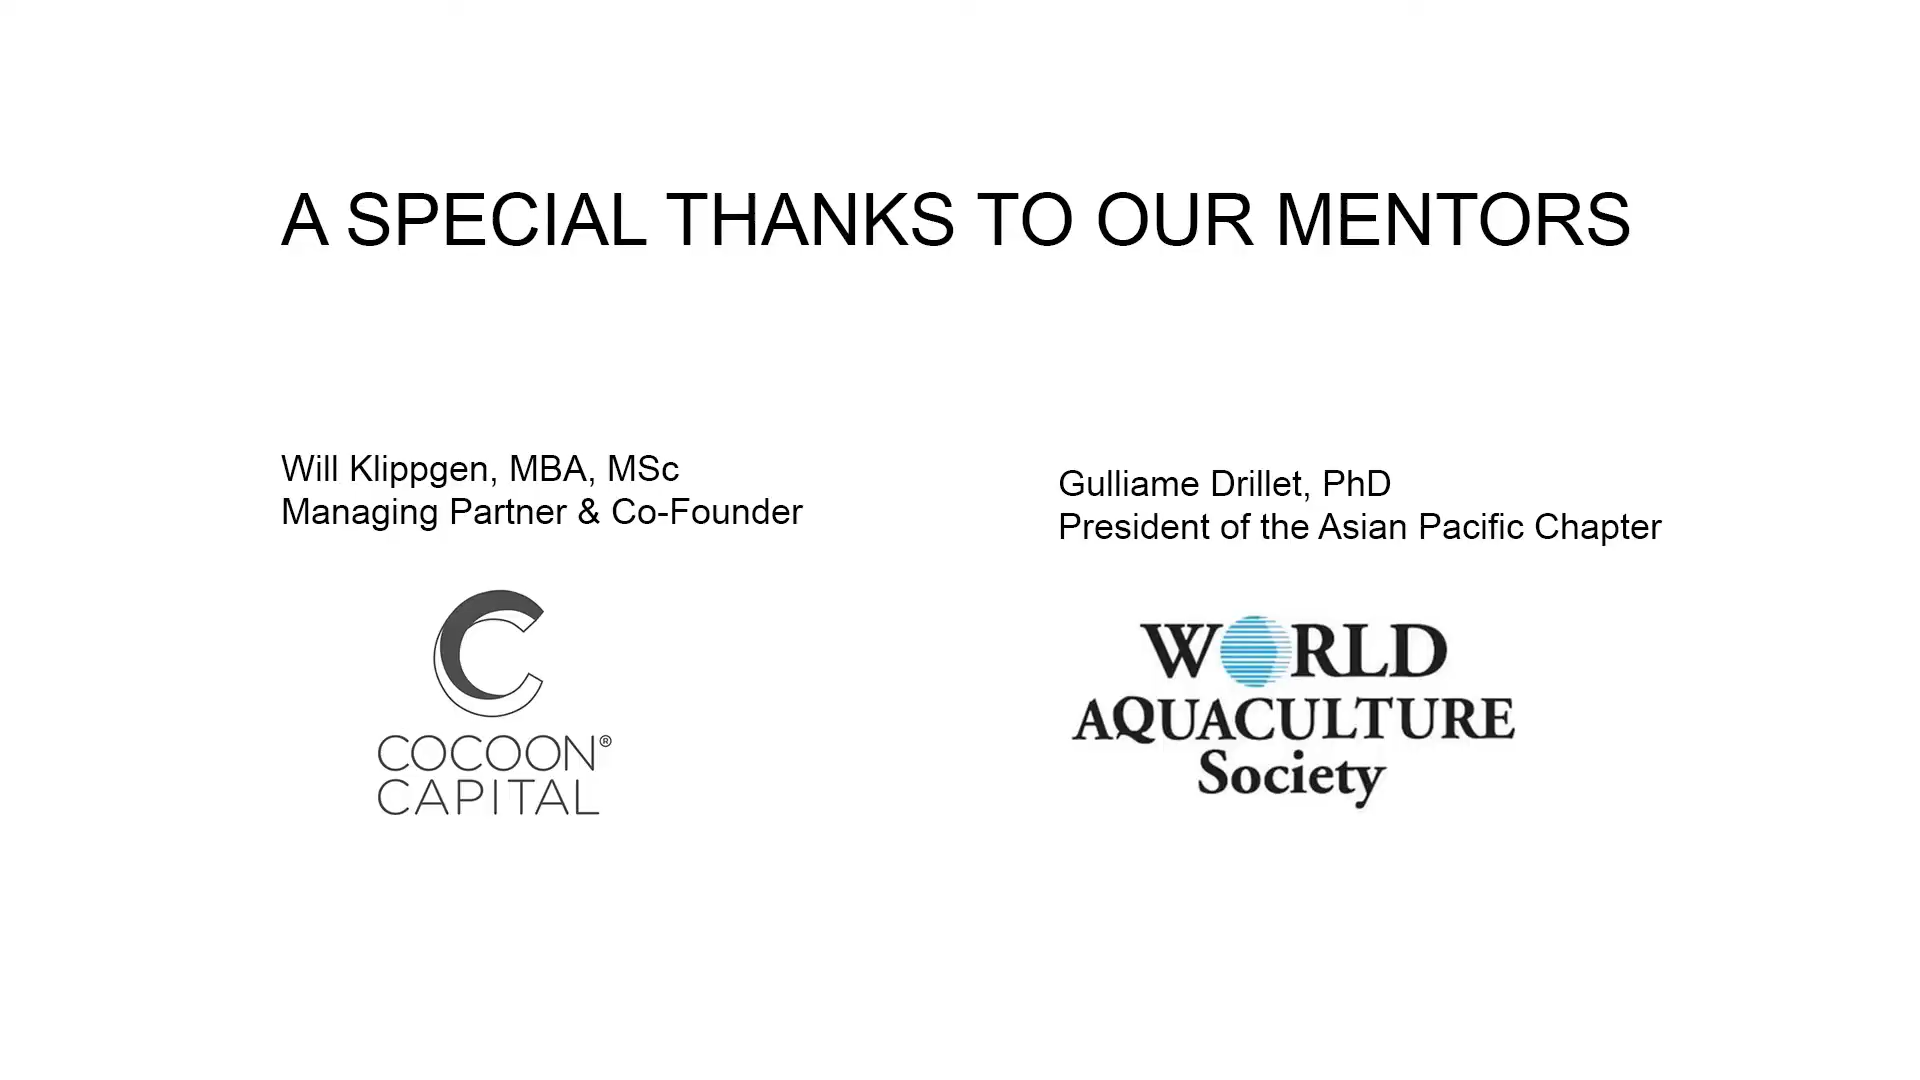 A SPECIAL THANKS TO OUR MENTORS
Will Klippgen, MBA, MSc
Managing Partner & Co-Founder
COCOON®
CAPITAL
Gulliame Drillet, PhD
President of the Asian Pacific Chapter
WORLD
AQUACULTURE
Society